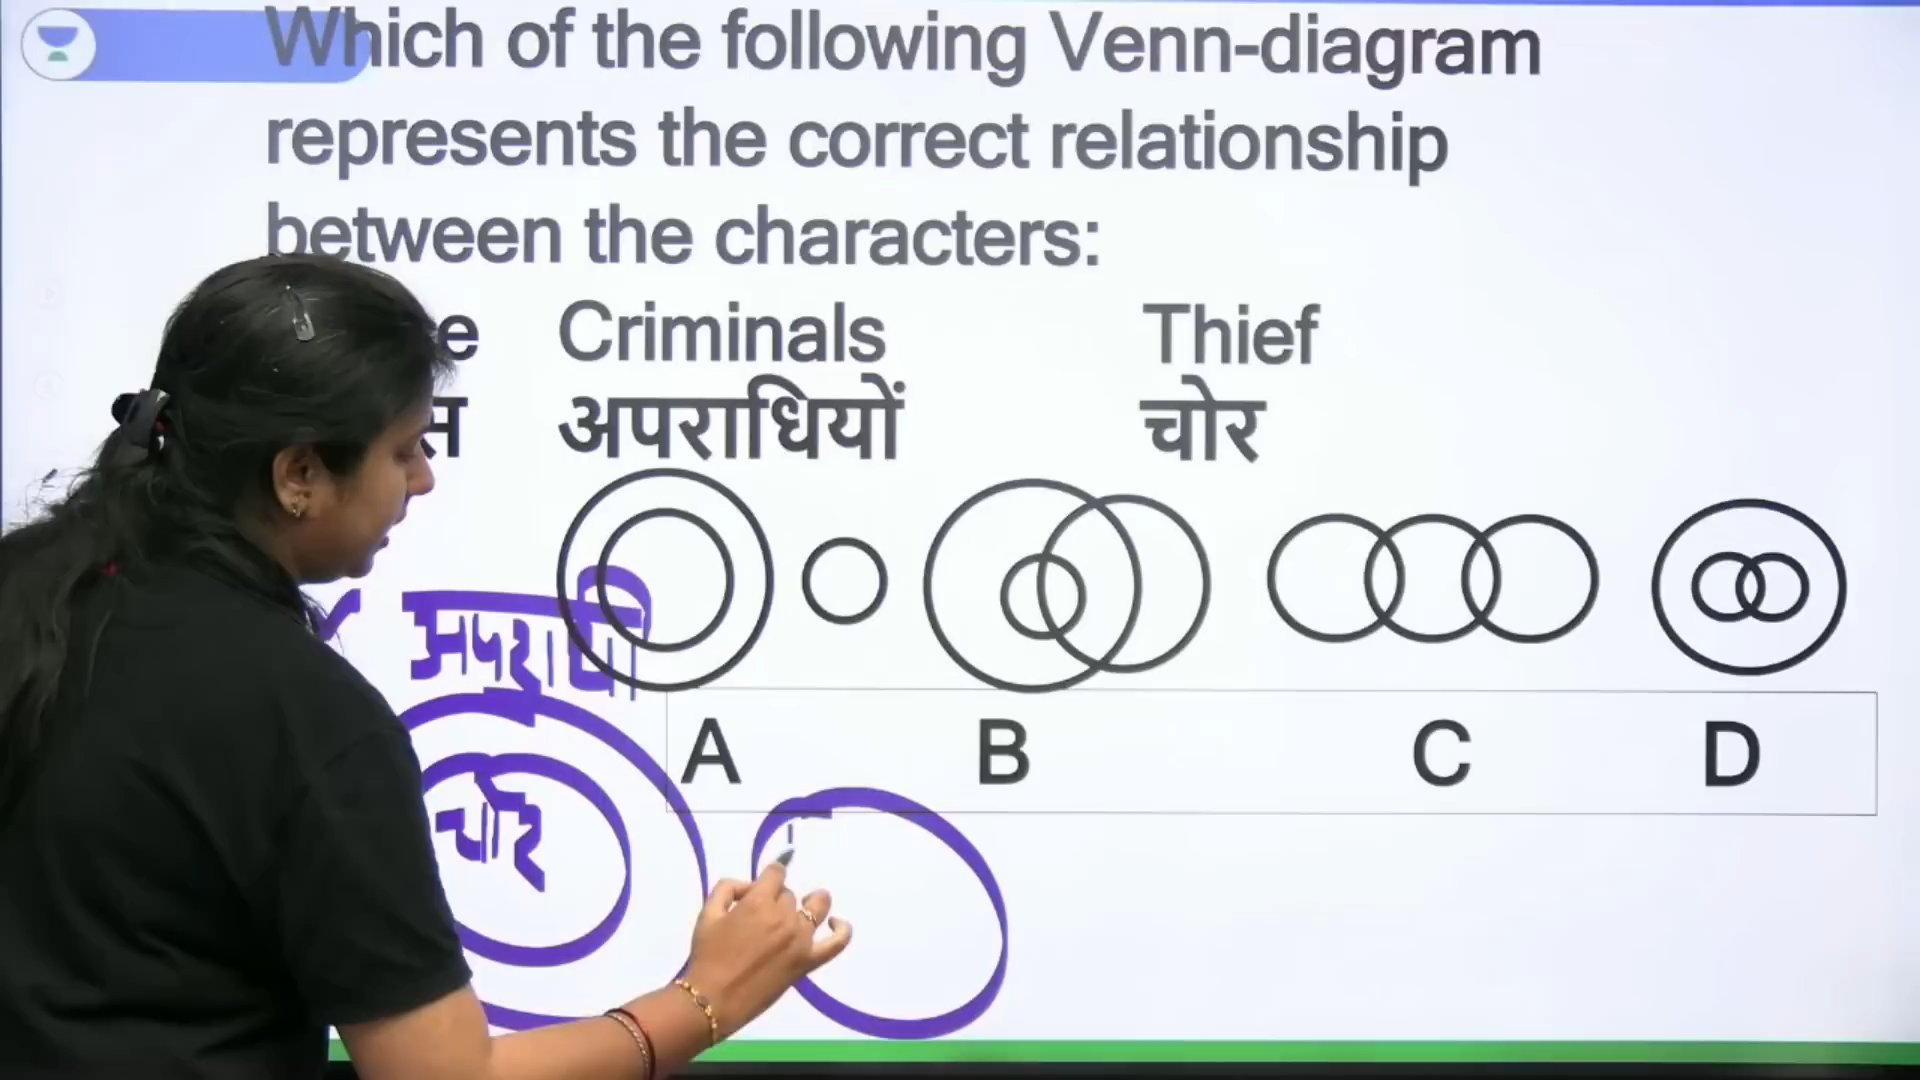 Which of the following Venn-diagram
represents the correct relationship
between the characters:
Criminals Thief
अपराधियों चोर
अपराधी
A B C D
चोर